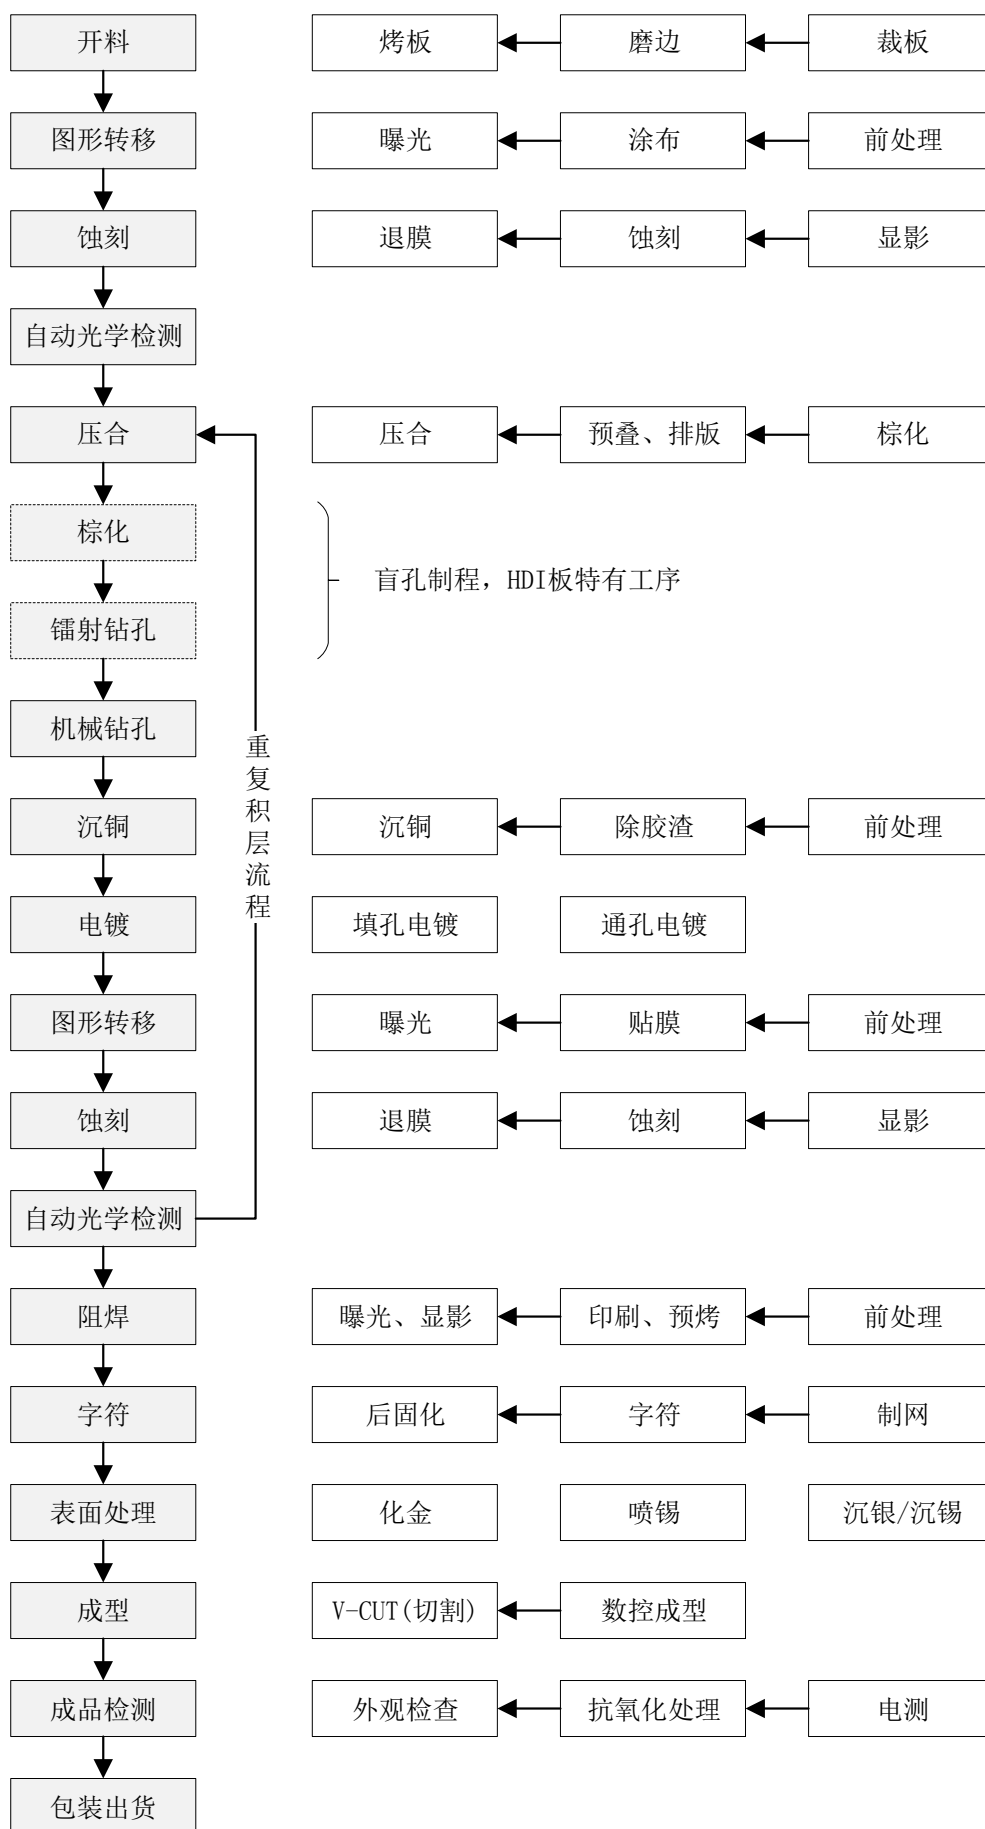 开料 烤板 磨边 裁板
图形转移 曝光 涂布 前处理
蚀刻 退膜 蚀刻 显影
自动光学检测
压合 压合 预叠、排版 棕化
棕化
盲孔制程，HDI板特有工序
镭射钻孔
机械钻孔
重复积层流程
沉铜 沉铜 除胶渣 前处理
电镀 填孔电镀 通孔电镀
图形转移 曝光 贴膜 前处理
蚀刻 退膜 蚀刻 显影
自动光学检测
阻焊 曝光、显影 印刷、预烤 前处理
字符 后固化 字符 制网
表面处理 化金 喷锡 沉银/沉锡
成型 V-CUT(切割) 数控成型
成品检测 外观检查 抗氧化处理 电测
包装出货